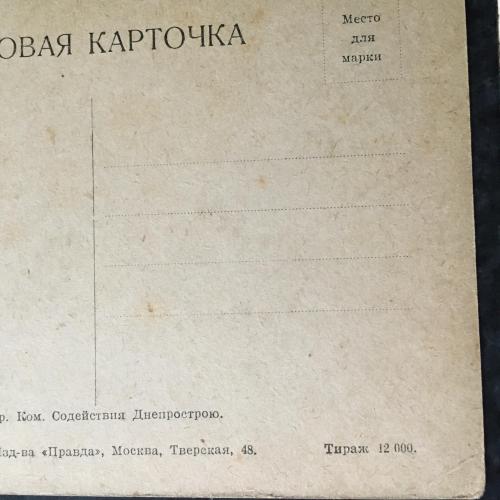 ОВАЯ КАРТОЧКА
Место
для
марки
р. Ком. Содействия Днепрострою.
Изд-ва «Правда», Москва, Тверская, 48.
Тираж 12 000.